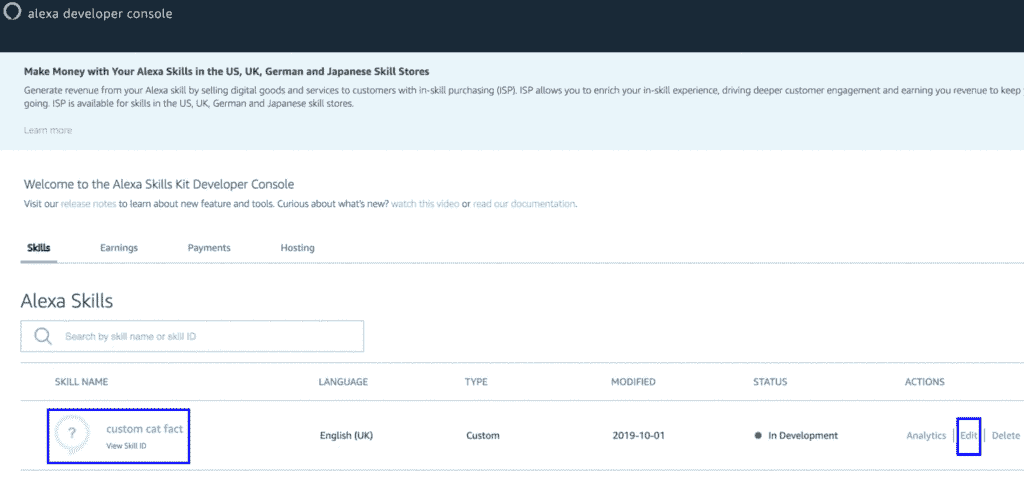 alexa developer console
Make Money with Your Alexa Skills in the US, UK, German and Japanese Skill Stores
Generate revenue from your Alexa skill by selling digital goods and services to customers with in-skill purchasing (ISP). ISP allows you to enrich your in-skill experience, driving deeper customer engagement and earning you revenue to keep
going. ISP is available for skills in the US, UK, German and Japanese skill stores.
Learn more
Welcome to the Alexa Skills Kit Developer Console
Visit our release notes to learn about new feature and tools. Curious about what's new? watch this video or read our documentation.
Skills Earnings Payments Hosting
Alexa Skills
Search by skill name or skill ID
SKILL NAME LANGUAGE TYPE MODIFIED STATUS ACTIONS
? custom cat fact English (UK) Custom 2019-10-01 In Development Analytics | Edit | Delete
View Skill ID